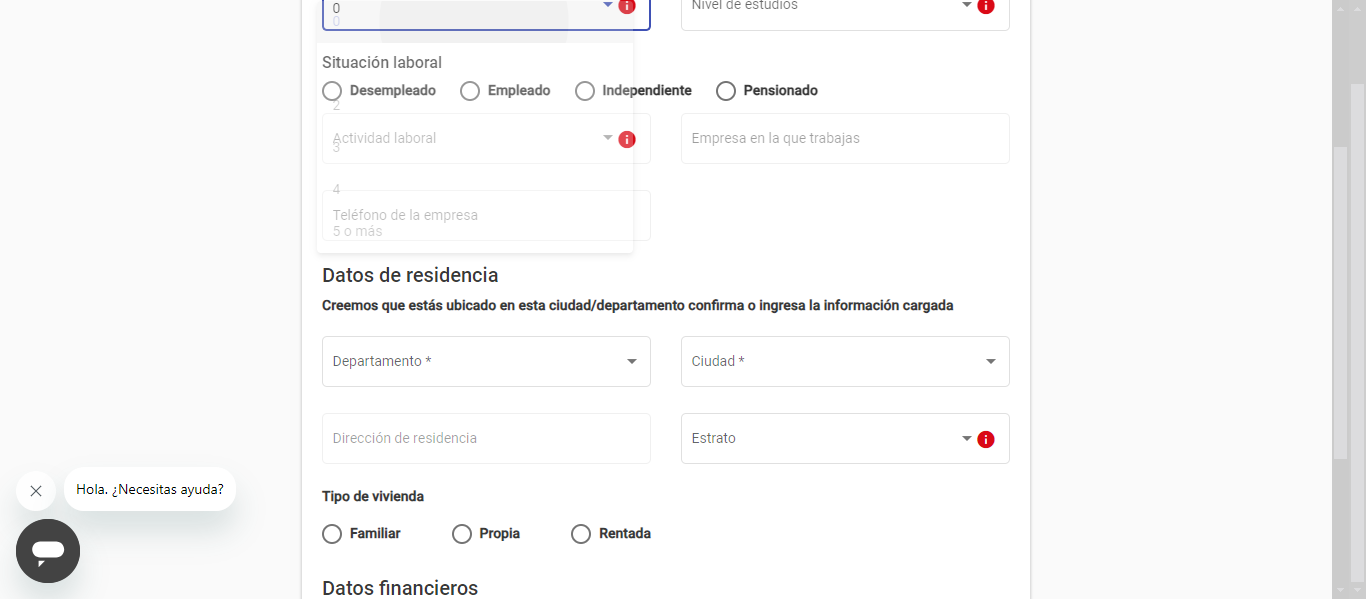 0
Nivel de estudios
0
Situación laboral
Desempleado Empleado Independiente Pensionado
2
Actividad laboral Empresa en la que trabajas
3
4
Teléfono de la empresa
5 o más
Datos de residencia
Creemos que estás ubicado en esta ciudad/departamento confirma o ingresa la información cargada
Departamento * Ciudad *
Dirección de residencia Estrato
Hola. ¿Necesitas ayuda?
Tipo de vivienda
Familiar Propia Rentada
Datos financieros